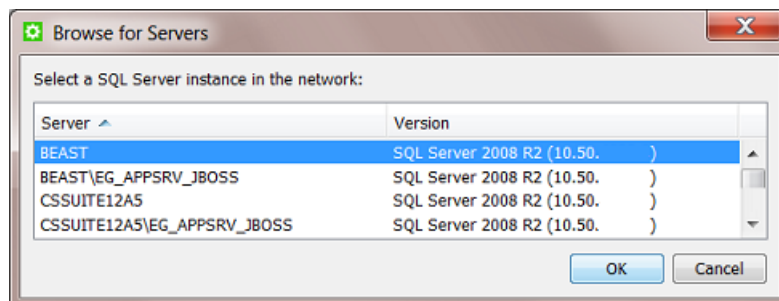 Browse for Servers
Select a SQL Server instance in the network:
Server Version
BEAST SQL Server 2008 R2 (10.50. )
BEAST\EG_APPSRV_JBOSS SQL Server 2008 R2 (10.50. )
CSSUITE12A5 SQL Server 2008 R2 (10.50. )
CSSUITE12A5\EG_APPSRV_JBOSS SQL Server 2008 R2 (10.50. )
OK Cancel